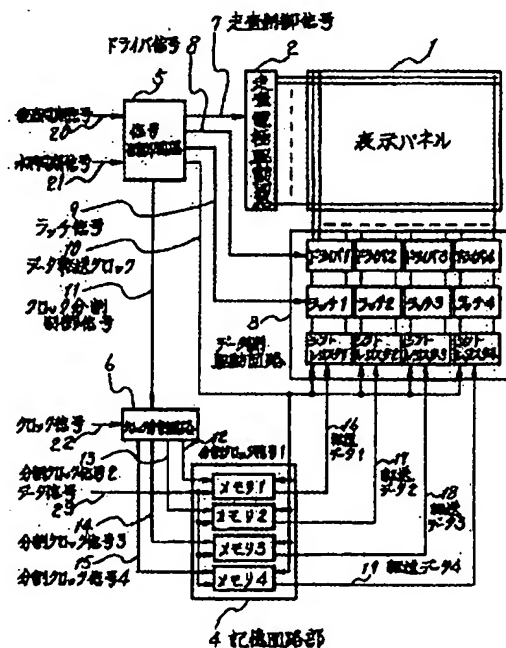 7 走査制御信号
ドライバ信号 8
2
1
5
信号制御回路
走査電極駆動回路
表示パネル
垂直同期信号
20
水平同期信号
21
9
ラッチ信号
10
データ転送クロック
11
クロック分割制御信号
ドライバ1
ドライバ2
ドライバ3
ドライバ4
ラッチ1
ラッチ2
ラッチ3
ラッチ4
シフトレジスタ1
シフトレジスタ2
シフトレジスタ3
シフトレジスタ4
3
データ側駆動回路
6
クロック信号
22
クロック分割回路
12
分割クロック信号1
13
分割クロック信号2
データ信号
23
14
分割クロック信号3
15
分割クロック信号4
メモリ1
メモリ2
メモリ3
メモリ4
16
転送データ1
17
転送データ2
18
転送データ3
19 転送データ4
4 記憶回路部